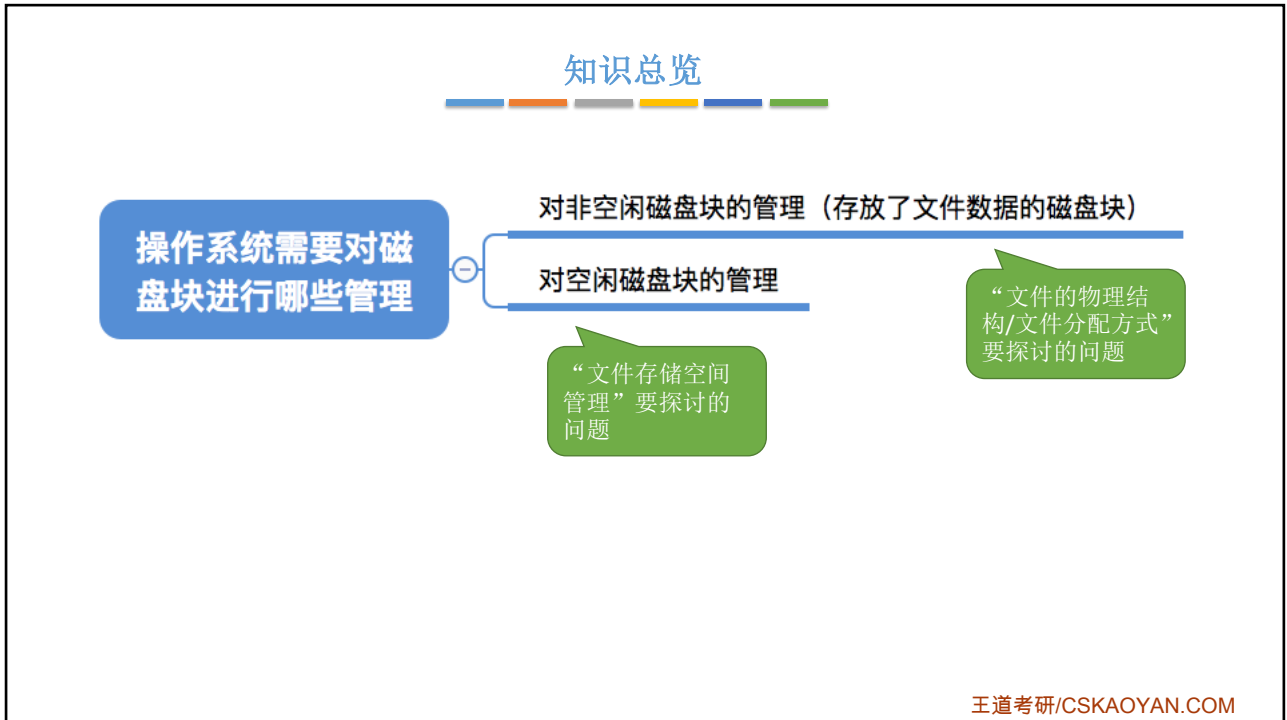 知识总览
操作系统需要对磁
盘块进行哪些管理
对非空闲磁盘块的管理（存放了文件数据的磁盘块）
对空闲磁盘块的管理
“文件的物理结
构/文件分配方式”
要探讨的问题
“文件存储空间
管理”要探讨的
问题
王道考研/CSKAOYAN.COM